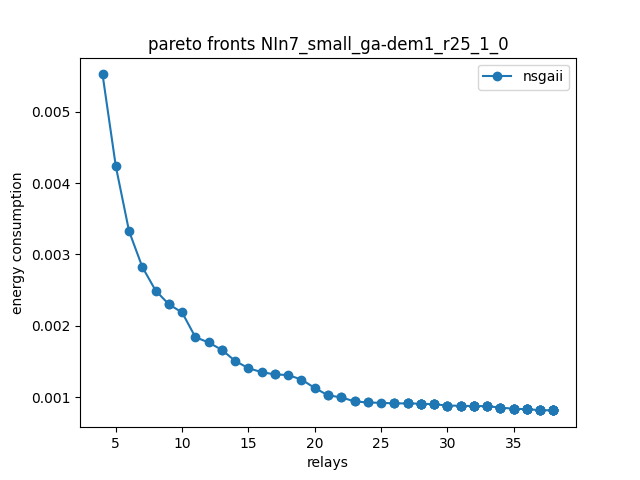 pareto fronts NIn7_small_ga-dem1_r25_1_0
nsgaii
energy consumption
0.005
0.004
0.003
0.002
0.001
5 10 15 20 25 30 35
relays